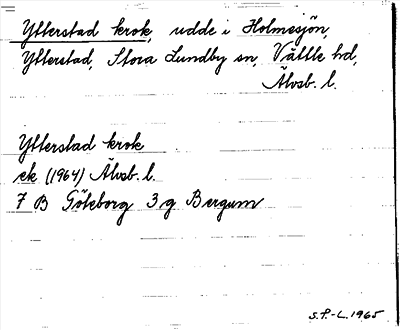 Ytterstad krok, udde i Holmesjön,
Ytterstad, Stora Lundby sn, Vättle hd,
Älvsb. l.
Ytterstad krok
ek (1964) Älvsb. l.
7 B Göteborg 3 g Bergum
S.P.-L. 1965